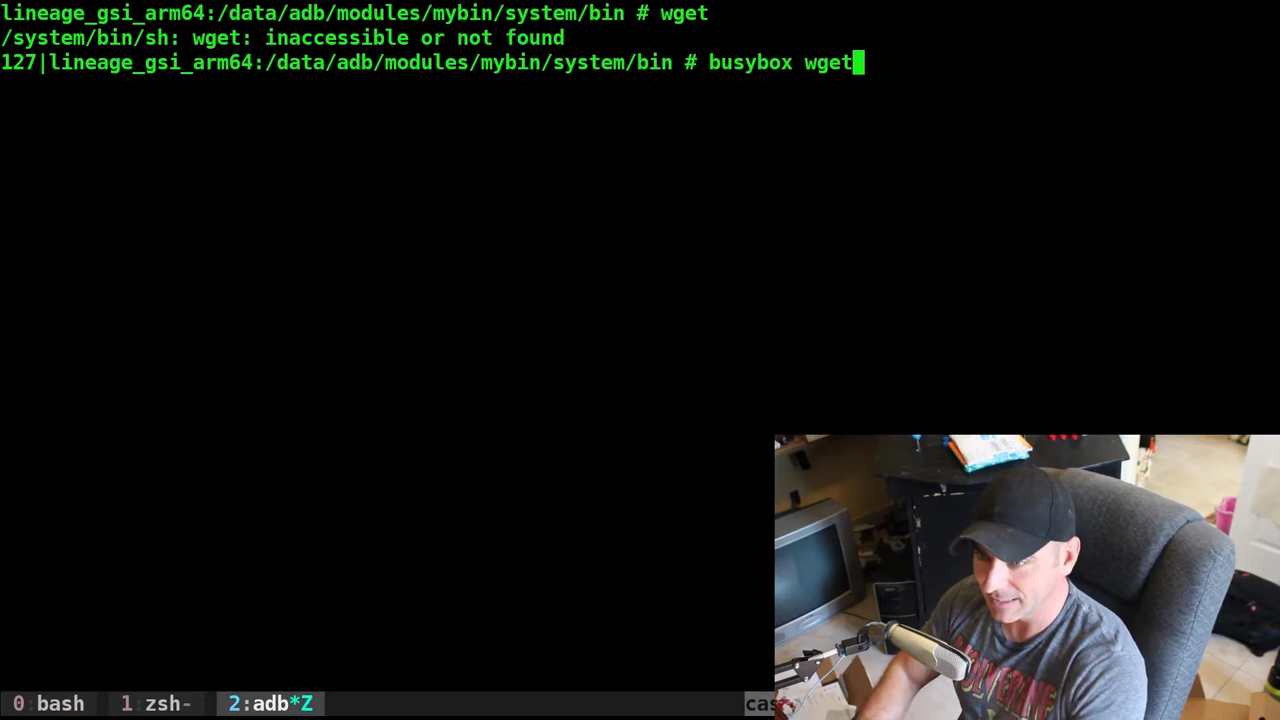 lineage_gsi_arm64:/data/adb/modules/mybin/system/bin # wget
/system/bin/sh: wget: inaccessible or not found
127|lineage_gsi_arm64:/data/adb/modules/mybin/system/bin # busybox wget
0:bash 1:zsh- 2:adb*Z
WOLVERINE